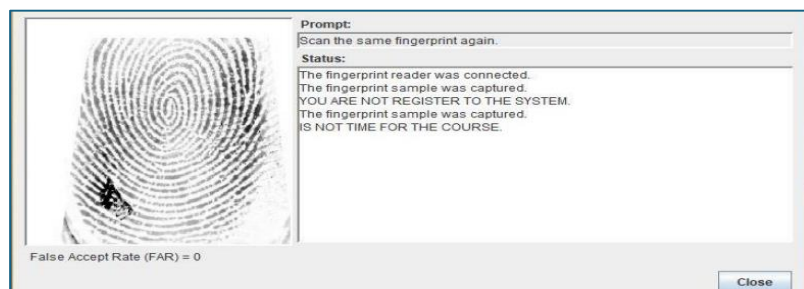 Prompt:
Scan the same fingerprint again.
Status:
The fingerprint reader was connected.
The fingerprint sample was captured.
YOU ARE NOT REGISTER TO THE SYSTEM.
The fingerprint sample was captured.
IS NOT TIME FOR THE COURSE.
False Accept Rate (FAR) = 0
Close